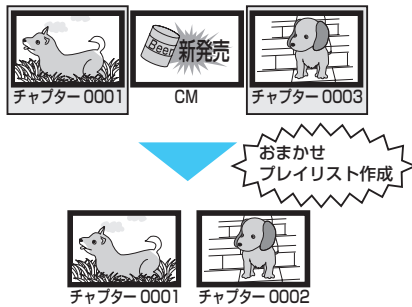 Beer 新発売
チャプター 0001
CM
チャプター 0003
おまかせ
プレイリスト作成
チャプター 0001
チャプター 0002